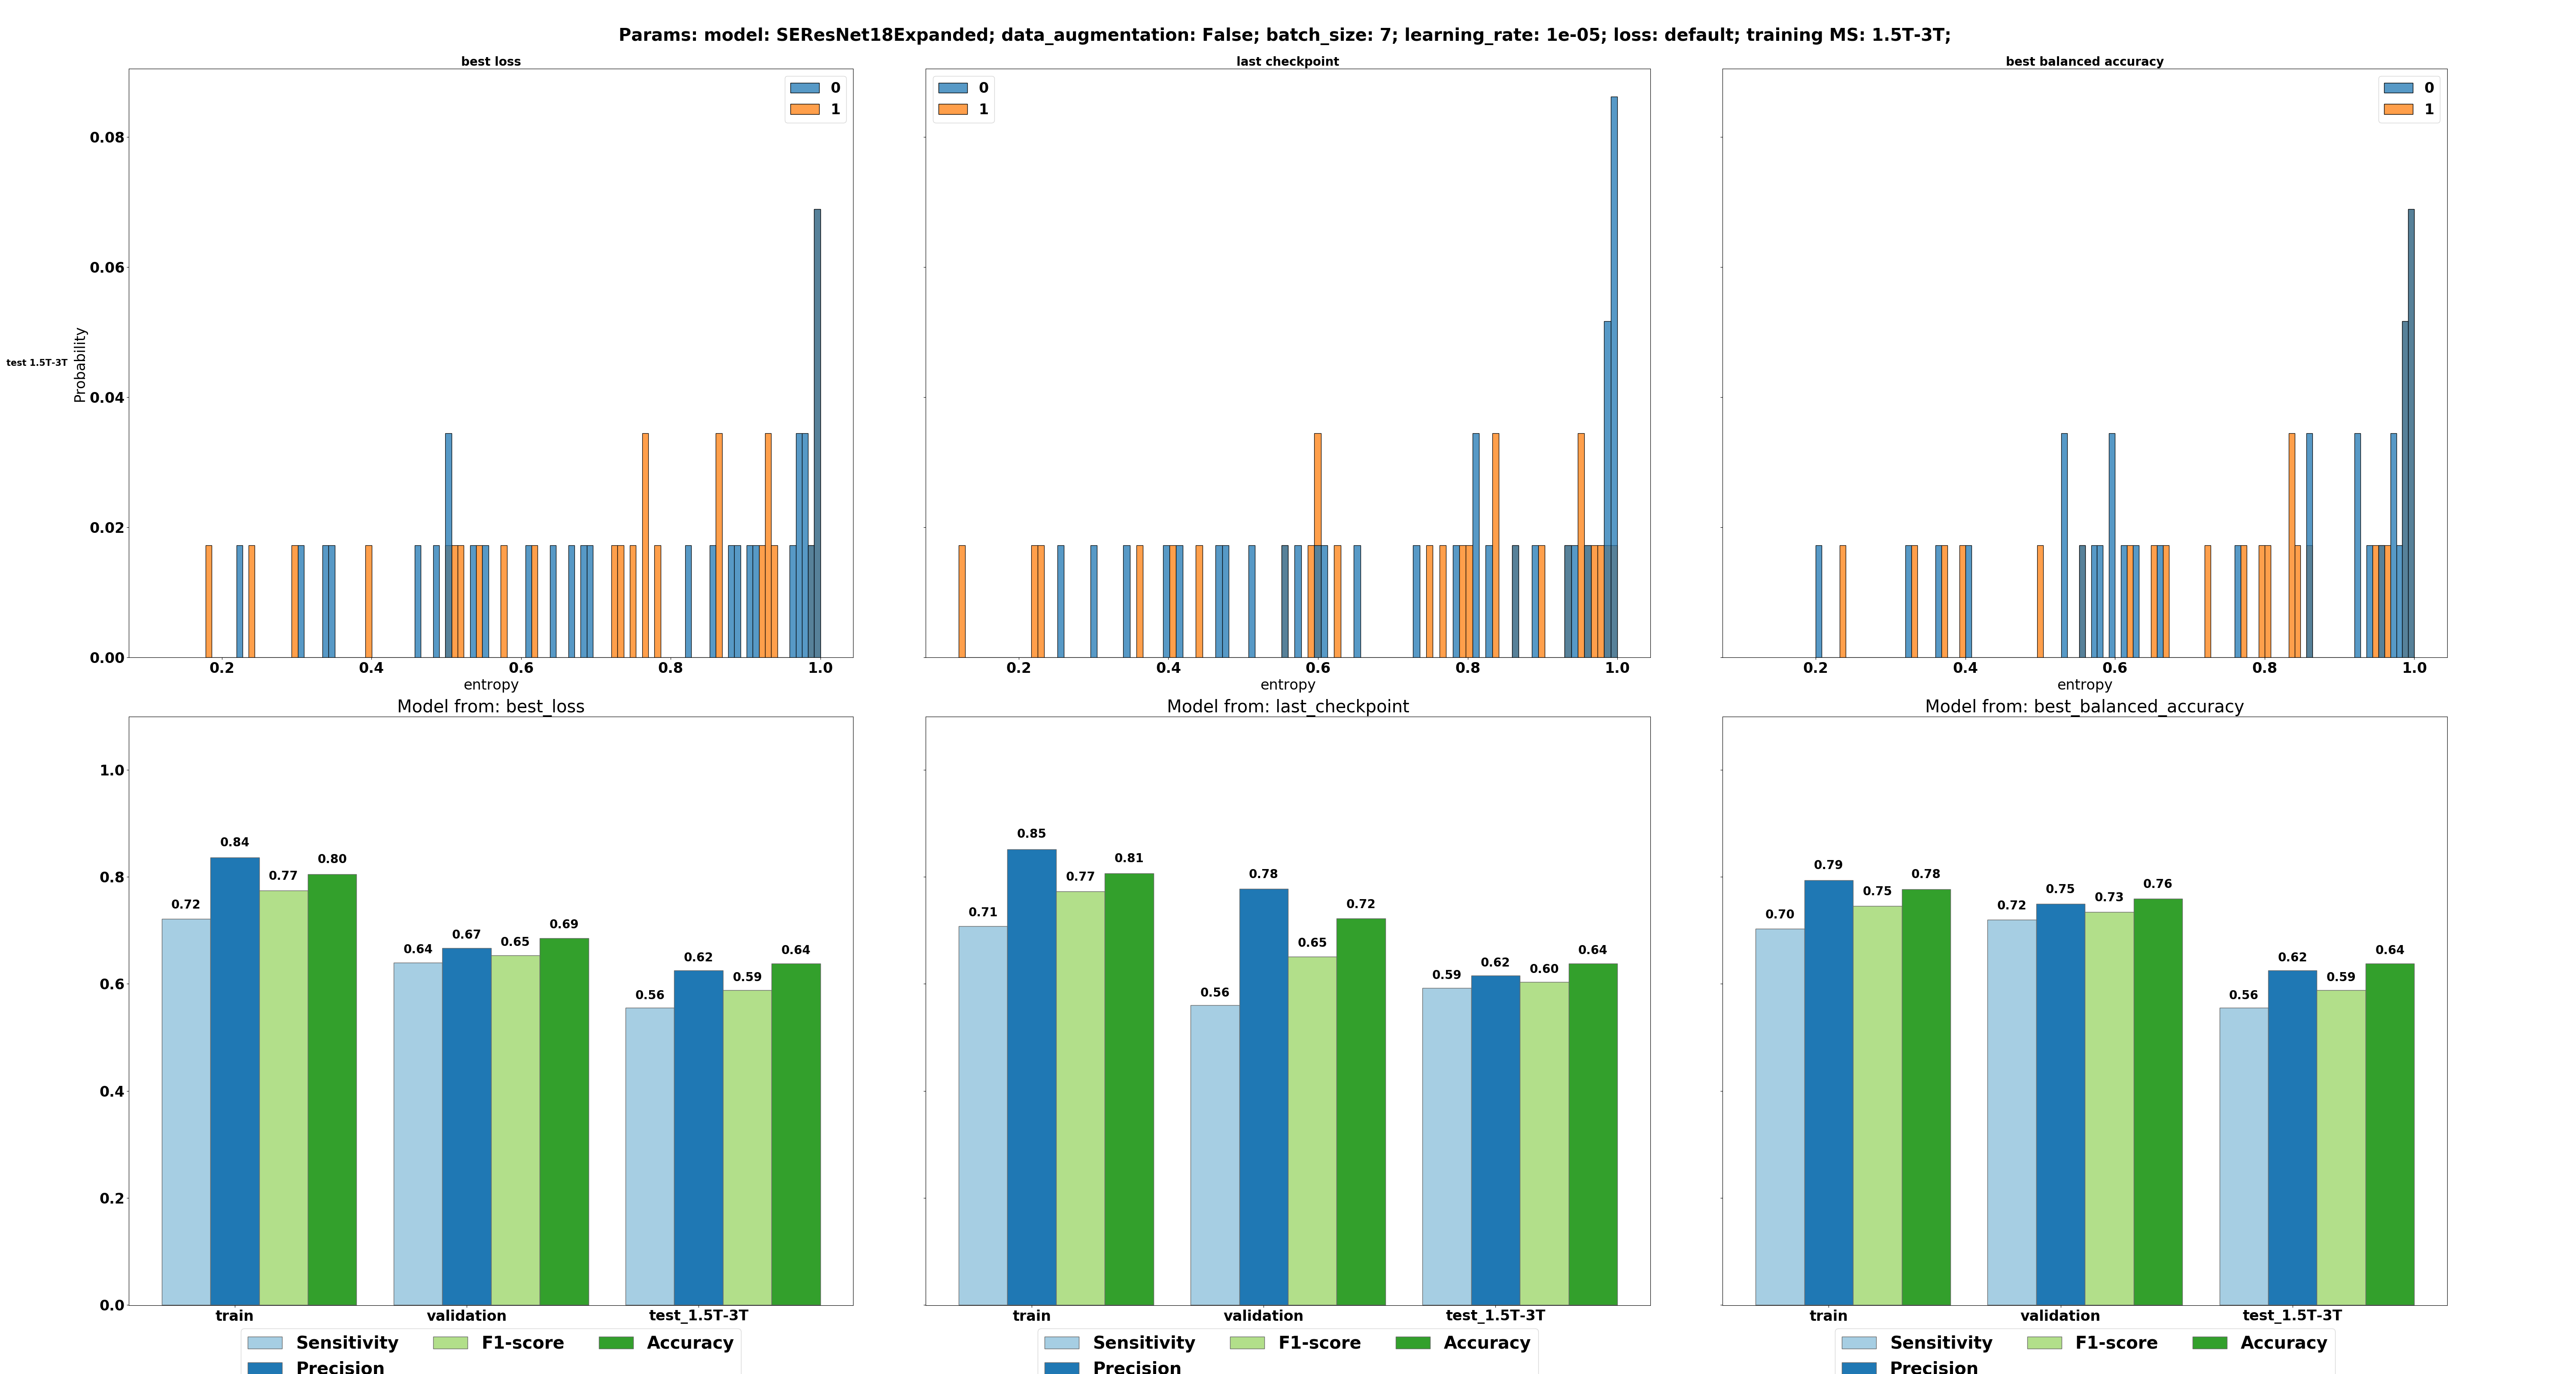 Params: model: SEResNet18Expanded; data_augmentation: False; batch_size: 7; learning_rate: 1e-05; loss: default; training MS: 1.5T-3T;
best loss
last checkpoint
best balanced accuracy
0
1
0
1
0
1
test 1.5T-3T
Probability
0.08
0.06
0.04
0.02
0.00
0.2 0.4 0.6 0.8 1.0
0.2 0.4 0.6 0.8 1.0
0.2 0.4 0.6 0.8 1.0
entropy
entropy
entropy
Model from: best_loss
Model from: last_checkpoint
Model from: best_balanced_accuracy
1.0
0.8
0.6
0.4
0.2
0.0
0.72 0.84 0.77 0.80 0.64 0.67 0.65 0.69 0.56 0.62 0.59 0.64
0.71 0.85 0.77 0.81 0.56 0.78 0.65 0.72 0.59 0.62 0.60 0.64
0.70 0.79 0.75 0.78 0.72 0.75 0.73 0.76 0.56 0.62 0.59 0.64
train validation test_1.5T-3T
train validation test_1.5T-3T
train validation test_1.5T-3T
Sensitivity F1-score Accuracy
Precision
Sensitivity F1-score Accuracy
Precision
Sensitivity F1-score Accuracy
Precision